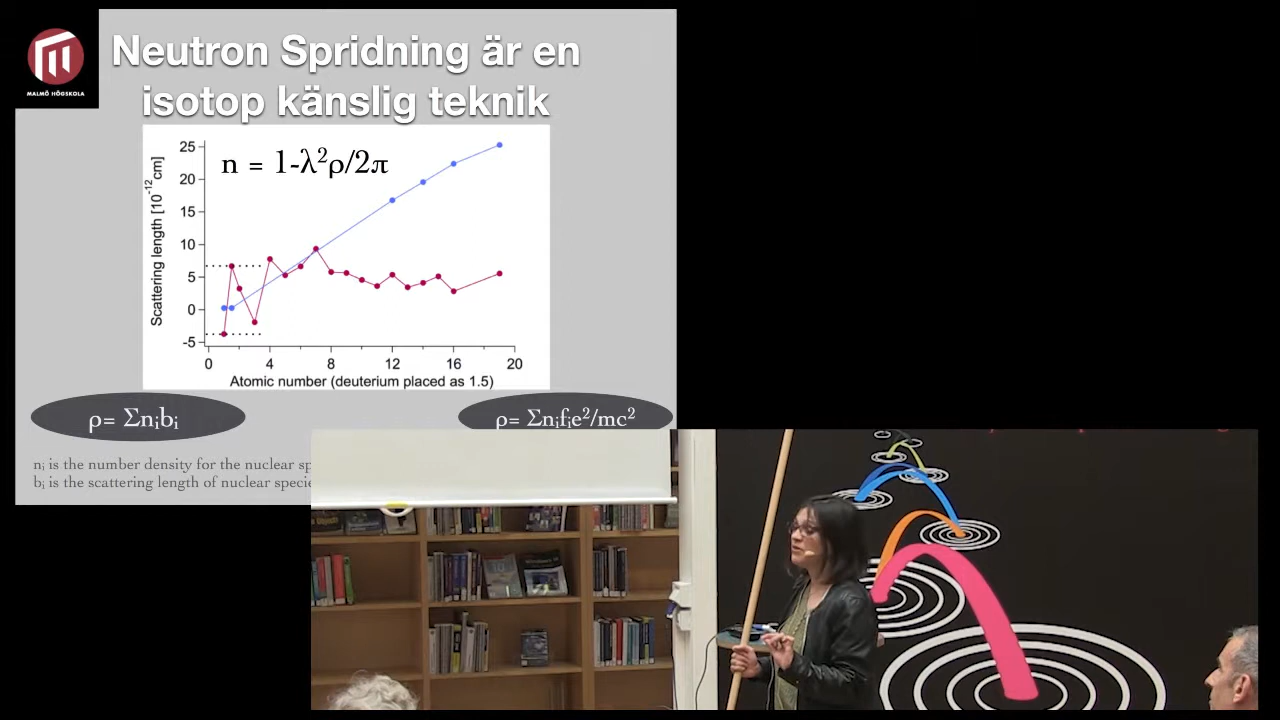 MALMÖ HÖGSKOLA
Neutron Spridning är en
isotop känslig teknik
n = 1-λ²ρ/2π
Scattering length [10⁻¹²cm]
25
20
15
10
5
0
-5
0 4 8 12 16 20
Atomic number (deuterium placed as 1.5)
ρ= Σnᵢbᵢ
ρ= Σnᵢfᵢe²/mc²
nᵢ is the number density for the nuclear sp
bᵢ is the scattering length of nuclear specie